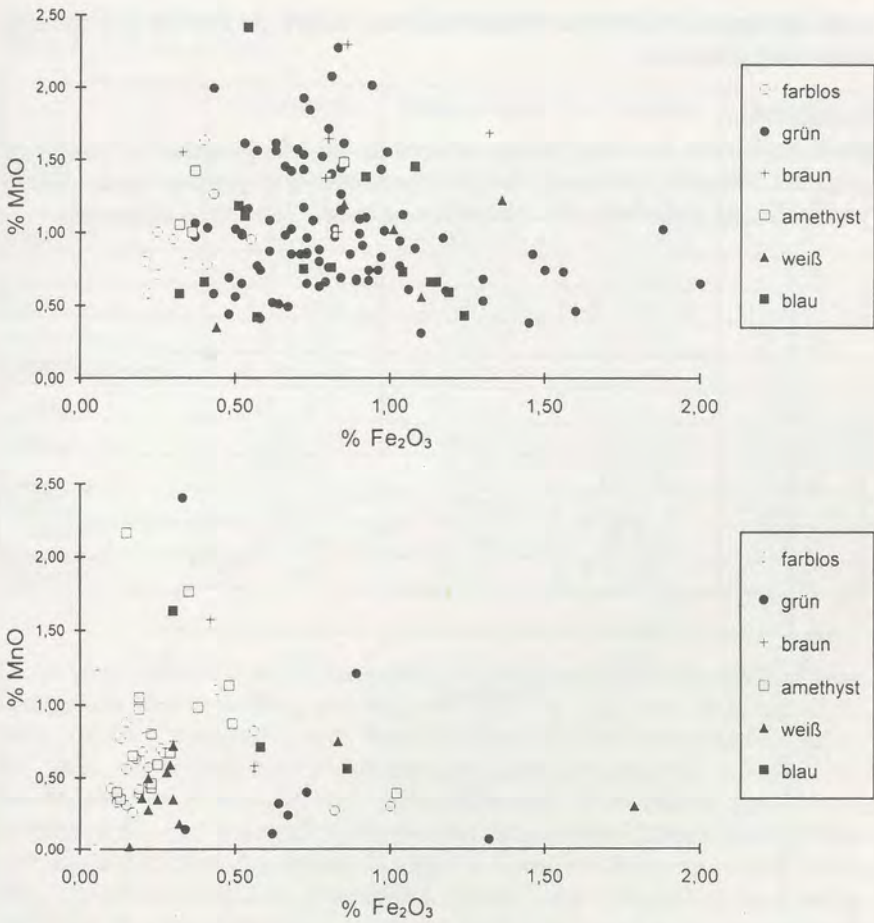 2,50
2,00
1,50
1,00
0,50
0,00
% MnO
0,00 0,50 1,00 1,50 2,00
% Fe₂O₃
farblos
grün
braun
amethyst
weiß
blau
2,50
2,00
1,50
1,00
0,50
0,00
% MnO
0,00 0,50 1,00 1,50 2,00
% Fe₂O₃
farblos
grün
braun
amethyst
weiß
blau